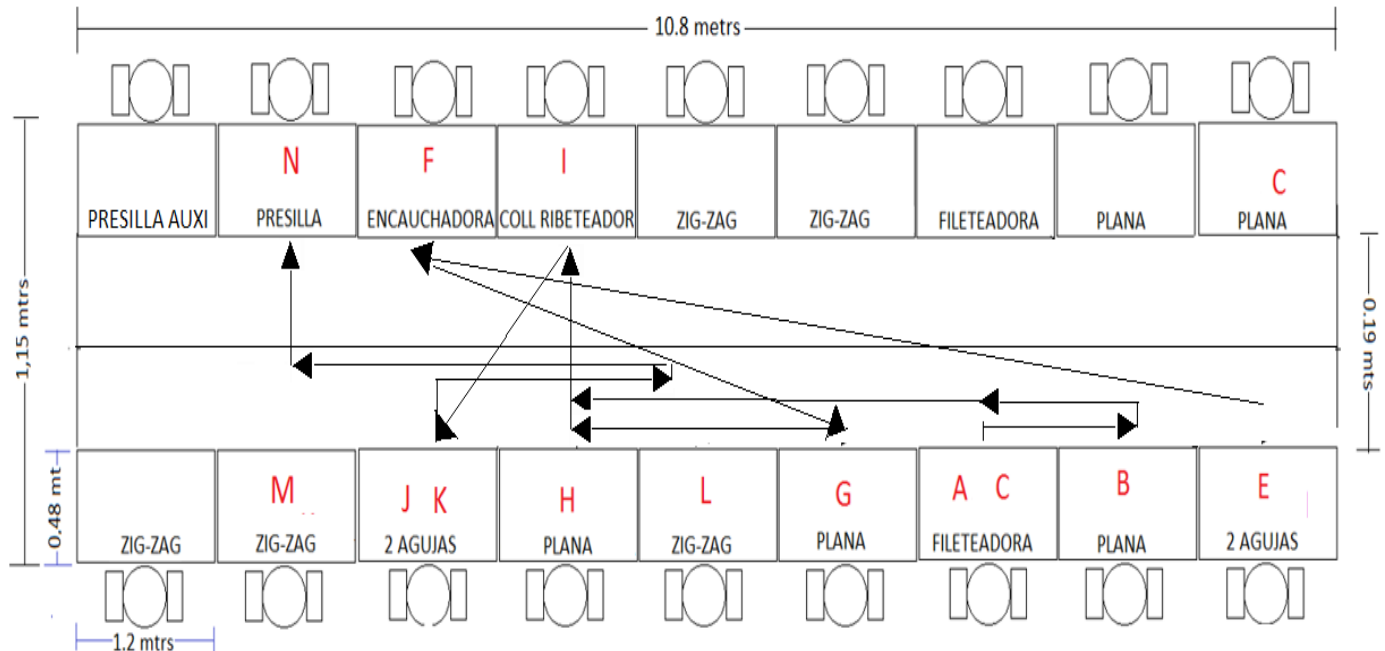 10.8 metrs
N
F
I
C
PRESILLA AUXI
PRESILLA
ENCAUCHADORA
COLL RIBETEADOR
ZIG-ZAG
ZIG-ZAG
FILETEADORA
PLANA
PLANA
1,15 mtrs
0.19 mts
0.48 mt
M
J K
H
L
G
A C
B
E
ZIG-ZAG
ZIG-ZAG
2 AGUJAS
PLANA
ZIG-ZAG
PLANA
FILETEADORA
PLANA
2 AGUJAS
1.2 mtrs